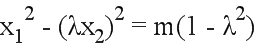 x₁² - (λx₂)² = m(1 - λ²)